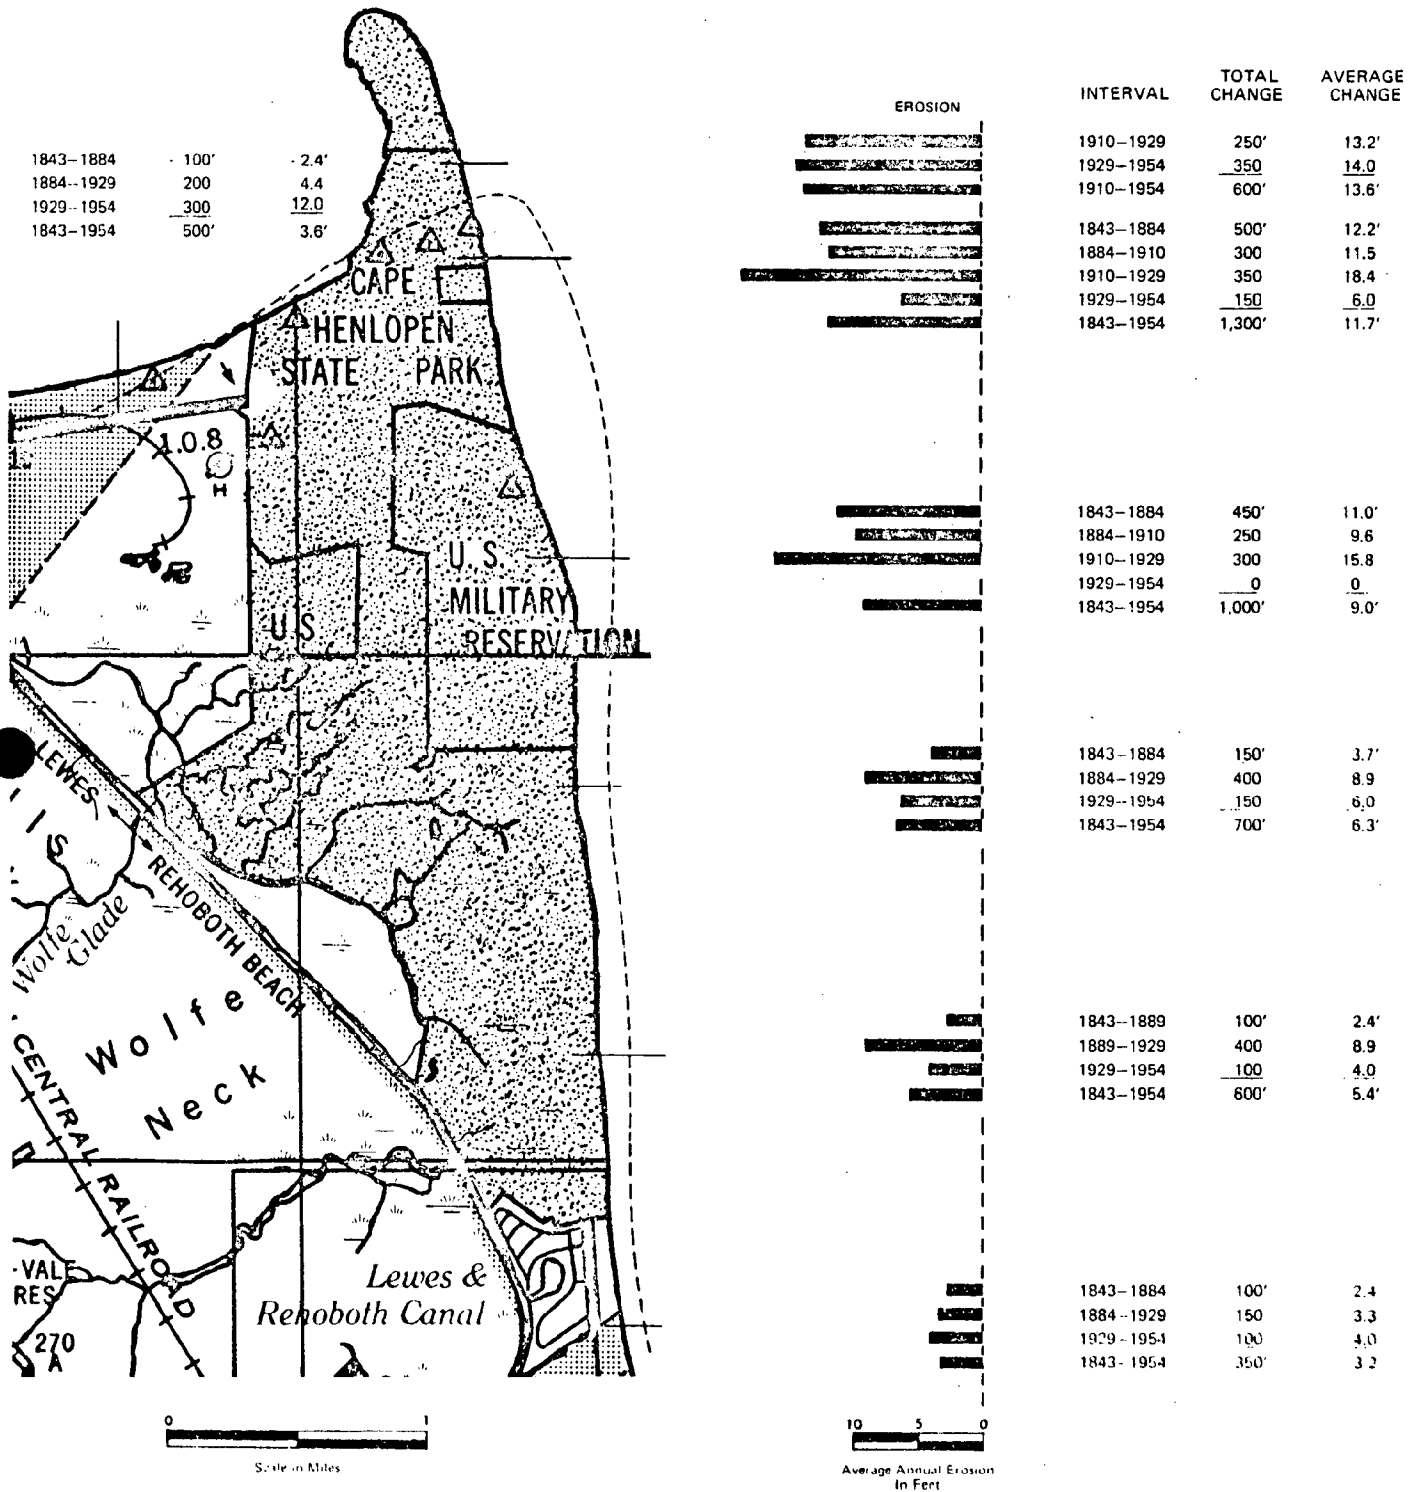 TOTAL AVERAGE
EROSION INTERVAL CHANGE CHANGE
1910–1929 250' 13.2'
1929–1954 350 14.0
1910–1954 600' 13.6'
1843–1884 500' 12.2'
1884–1910 300 11.5
1910–1929 350 18.4
1929–1954 150 6.0
1843–1954 1,300' 11.7'
1843–1884 450' 11.0'
1884–1910 250 9.6
1910–1929 300 15.8
1929–1954 0 0
1843–1954 1,000' 9.0'
1843–1884 150' 3.7'
1884–1929 400 8.9
1929–1954 150 6.0
1843–1954 700' 6.3'
1843–1889 100' 2.4'
1889–1929 400 8.9
1929–1954 100 4.0
1843–1954 600' 5.4'
1843–1884 100' 2.4
1884–1929 150 3.3
1929–1954 100 4.0
1843–1954 350' 3.2
1843–1884 100' 2.4'
1884–1929 200 4.4
1929–1954 300 12.0
1843–1954 500' 3.6'
CAPE
HENLOPEN
STATE PARK
1.0.8
H
U.S.
MILITARY
RESERVATION
U S
LEWES
REHOBOTH BEACH
Wolfe
Glade
Wolfe
Neck
CENTRAL RAILROAD
VALE
RES
270
A
Lewes &
Rehoboth Canal
0 1
Scale in Miles
10 5 0
Average Annual Erosion
In Feet